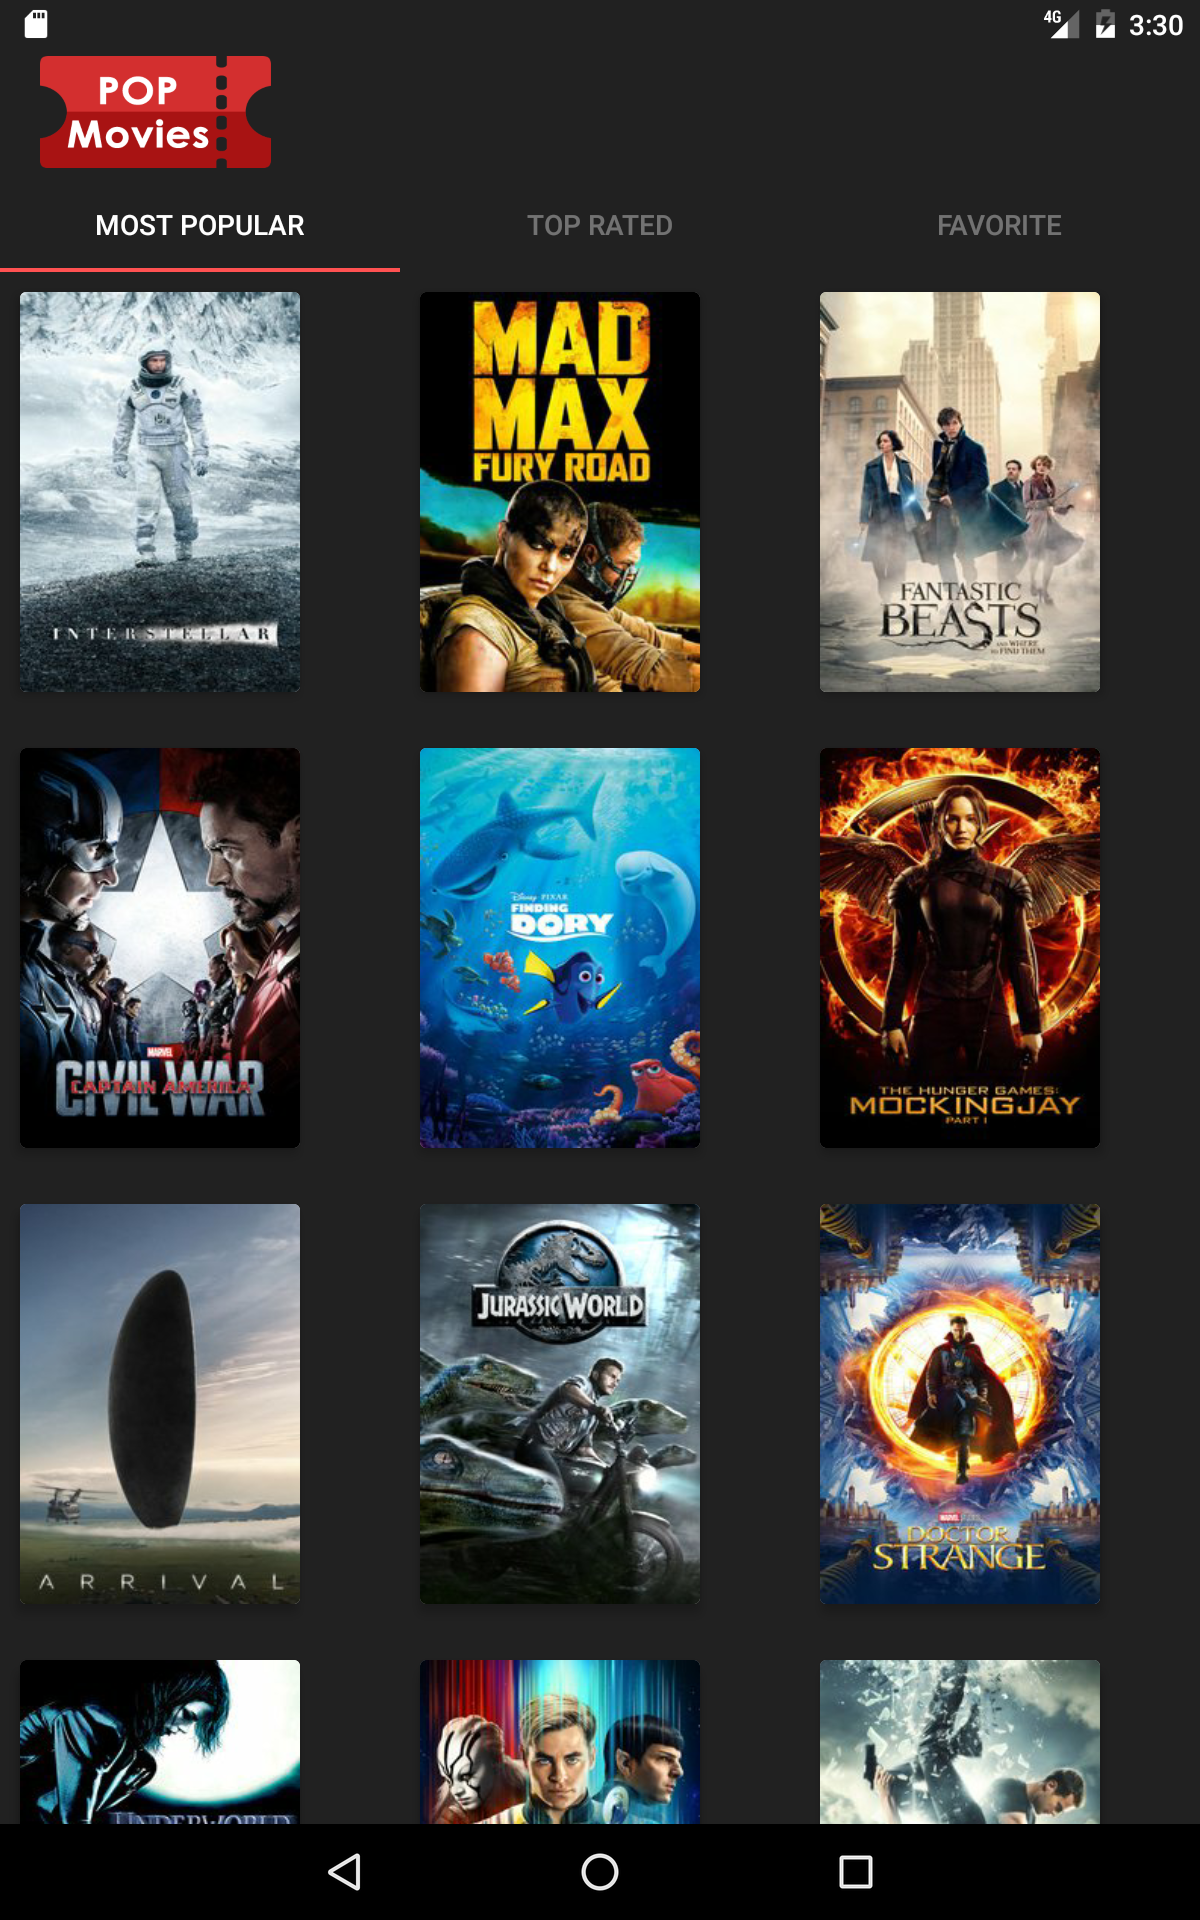 4G 3:30
POP
Movies
MOST POPULAR TOP RATED FAVORITE
INTERSTELLAR
MAD
MAX
FURY ROAD
FANTASTIC
BEASTS
AND WHERE
TO FIND THEM
MARVEL
CIVIL WAR
CAPTAIN AMERICA
Disney PIXAR
FINDING
DORY
THE HUNGER GAMES:
MOCKINGJAY
PART I
ARRIVAL
JURASSIC WORLD
MARVEL
DOCTOR
STRANGE
UNDERWORLD